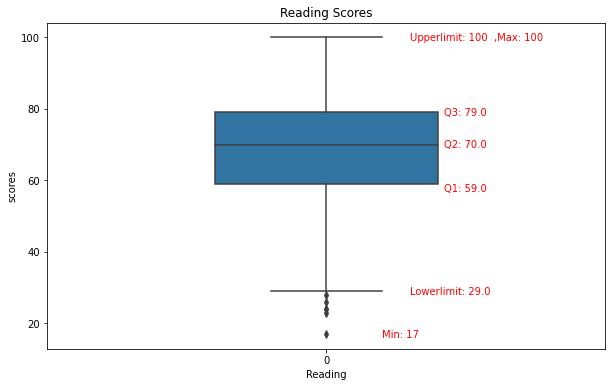 Reading Scores
100
80
60
40
20
scores
Upperlimit: 100  ,Max: 100
Q3: 79.0
Q2: 70.0
Q1: 59.0
Lowerlimit: 29.0
Min: 17
0
Reading